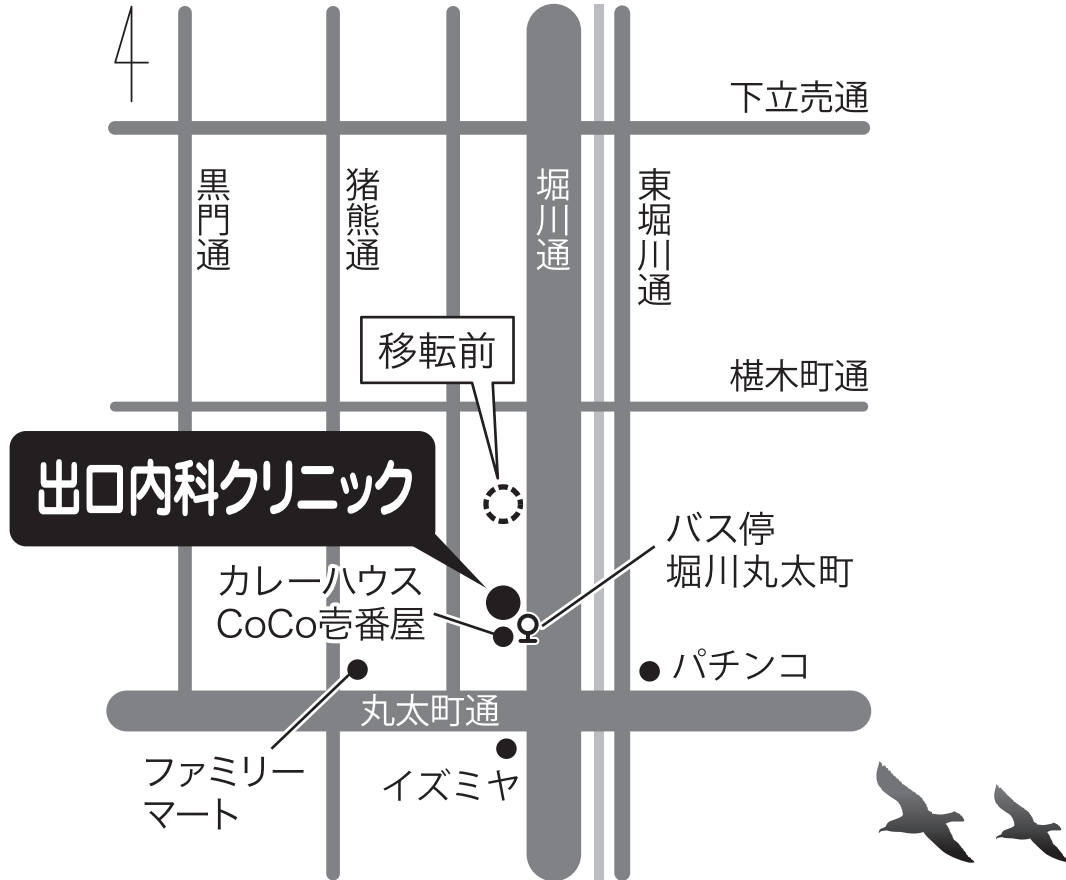 下立売通
黒門通
猪熊通
堀川通
東堀川通
移転前
椹木町通
出口内科クリニック
バス停
堀川丸太町
カレーハウス
CoCo壱番屋
パチンコ
丸太町通
ファミリー
マート
イズミヤ